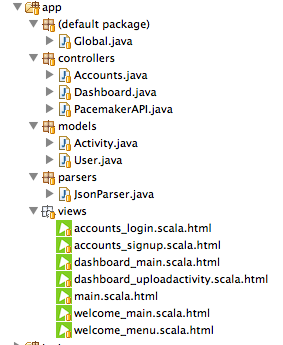 app
(default package)
Global.java
controllers
Accounts.java
Dashboard.java
PacemakerAPI.java
models
Activity.java
User.java
parsers
JsonParser.java
views
accounts_login.scala.html
accounts_signup.scala.html
dashboard_main.scala.html
dashboard_uploadactivity.scala.html
main.scala.html
welcome_main.scala.html
welcome_menu.scala.html